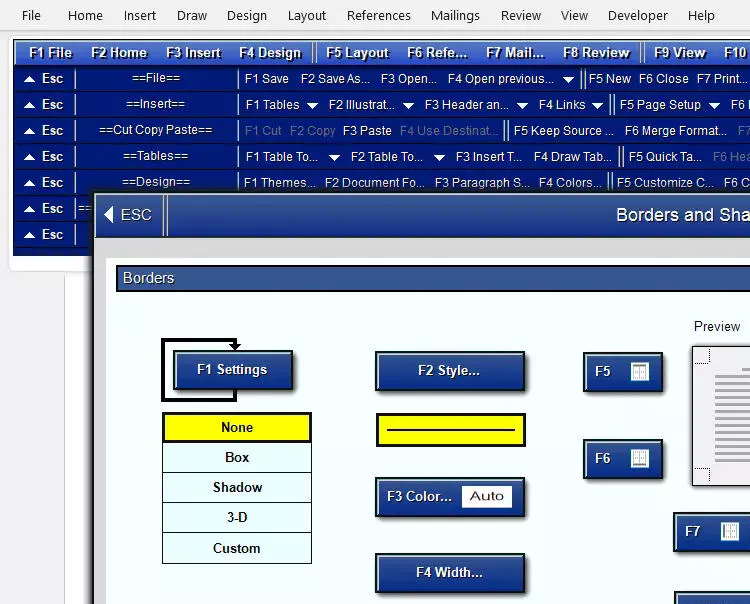 File Home Insert Draw Design Layout References Mailings Review View Developer Help
F1 File F2 Home F3 Insert F4 Design F5 Layout F6 Refe... F7 Mail... F8 Review F9 View F10
Esc ==File== F1 Save F2 Save As... F3 Open... F4 Open previous... F5 New F6 Close F7 Print...
Esc ==Insert== F1 Tables F2 Illustrat... F3 Header an... F4 Links F5 Page Setup F6
Esc ==Cut Copy Paste== F1 Cut F2 Copy F3 Paste F4 Use Destinat... F5 Keep Source ... F6 Merge Format... F7
Esc ==Tables== F1 Table To... F2 Table To... F3 Insert T... F4 Draw Tab... F5 Quick Ta... F6 Hea
Esc ==Design== F1 Themes... F2 Document Fo... F3 Paragraph S... F4 Colors... F5 Customize C... F6 C
Esc ==
Esc
ESC Borders and Sha
Borders
Preview
F1 Settings F2 Style... F5
None
Box F6
Shadow F3 Color... Auto
3-D F7
Custom
F4 Width...